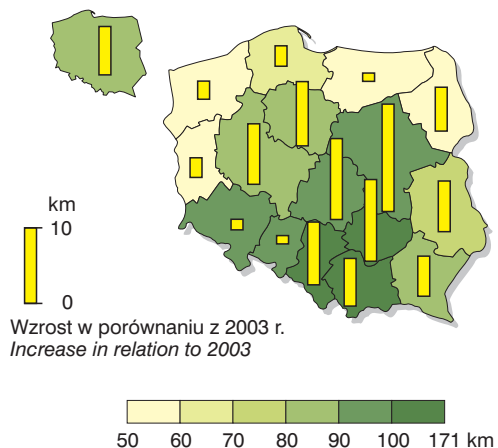 km
10
0
Wzrost w porównaniu z 2003 r.
Increase in relation to 2003
50 60 70 80 90 100 171 km